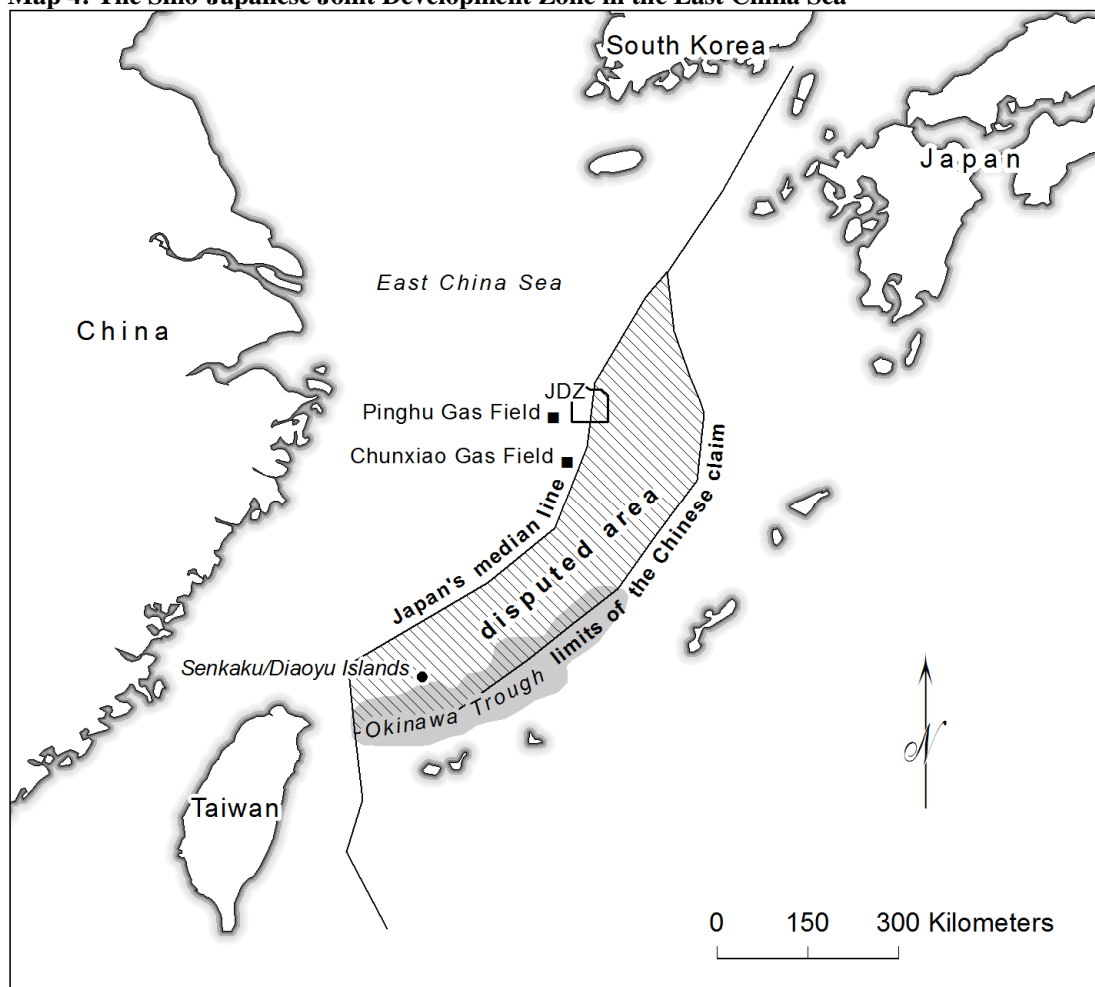 Map 4: The Sino-Japanese Joint Development Zone in the East China Sea
South Korea
Japan
East China Sea
China
JDZ
Pinghu Gas Field
Chunxiao Gas Field
Japan's median line
disputed area
limits of the Chinese claim
Senkaku/Diaoyu Islands
Okinawa Trough
Taiwan
N
0 150 300 Kilometers